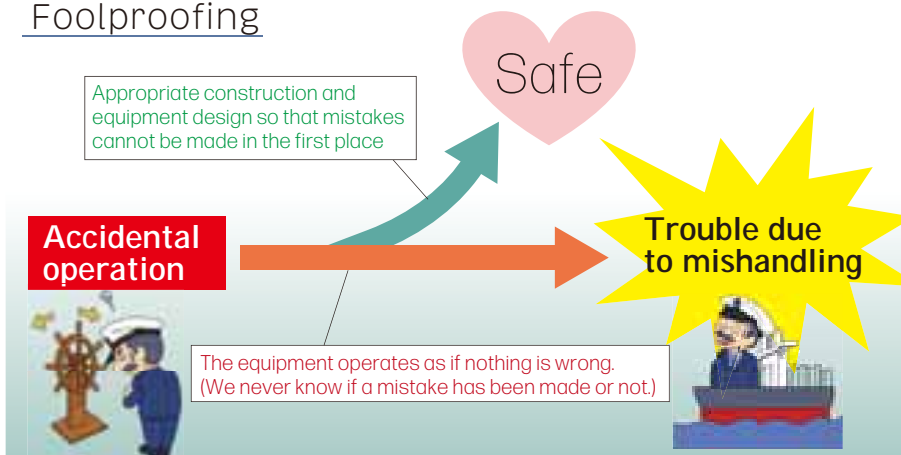 Foolproofing
Safe
Appropriate construction and
equipment design so that mistakes
cannot be made in the first place
Accidental
operation
Trouble due
to mishandling
The equipment operates as if nothing is wrong.
(We never know if a mistake has been made or not.)